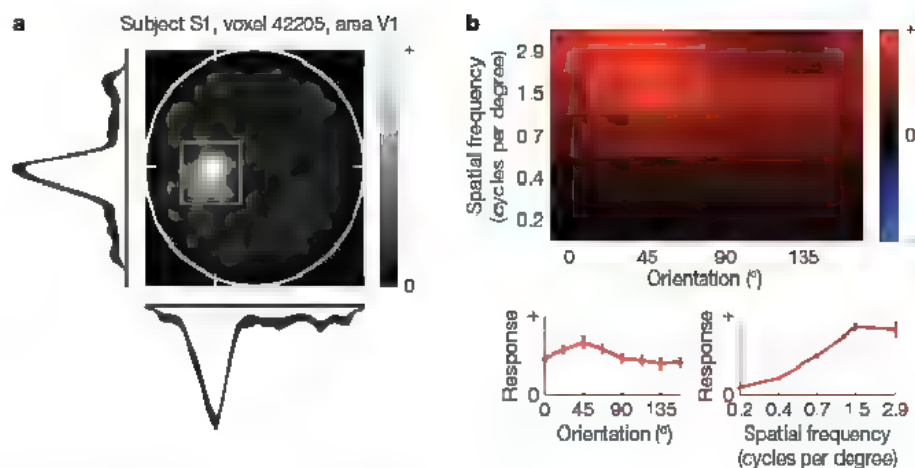 a
Subject S1, voxel 42205, area V1
+
0
b
Spatial frequency
(cycles per degree)
2.9
1.5
0.7
0.4
0.2
0 45 90 135
Orientation (°)
+
0
–
Response
+
0
0 45 90 135
Orientation (°)
Response
+
0
0.2 0.4 0.7 1.5 2.9
Spatial frequency
(cycles per degree)